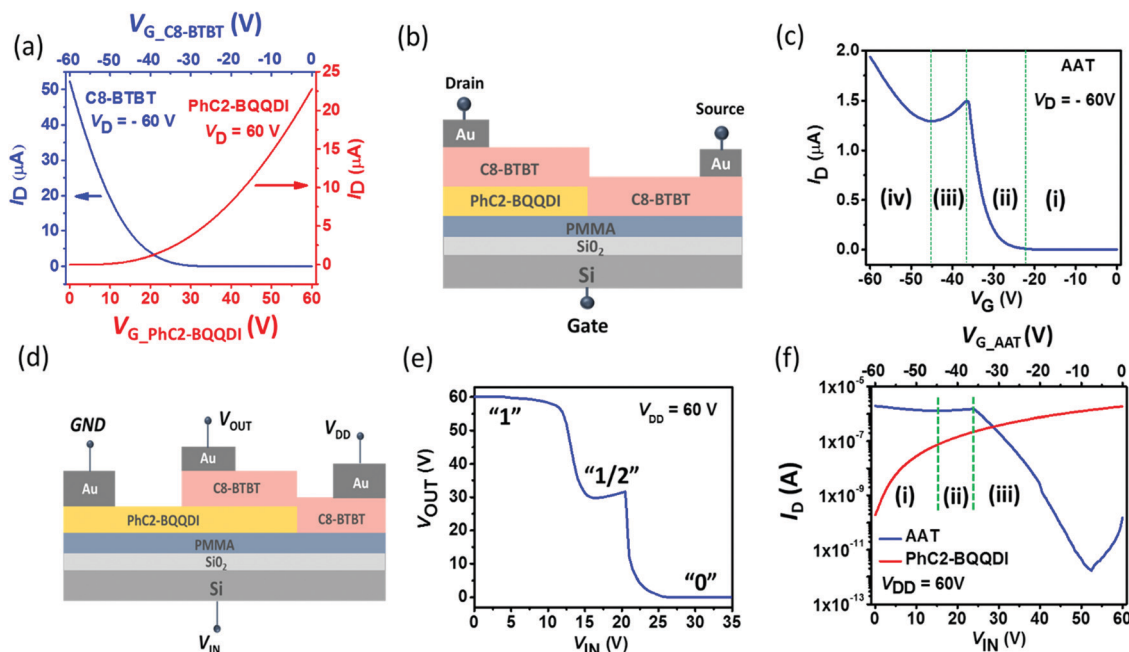 (a)
V_G_C8-BTBT (V)
-60 -50 -40 -30 -20 -10 0
50
40
30
20
10
0
I_D (μA)
C8-BTBT
V_D = - 60 V
PhC2-BQQDI
V_D = 60 V
25
20
15
10
5
0
I_D (μA)
0 10 20 30 40 50 60
V_G_PhC2-BQQDI (V)
(b)
Drain
Source
Au
Au
C8-BTBT
PhC2-BQQDI
C8-BTBT
PMMA
SiO₂
Si
Gate
(c)
2.0
1.5
1.0
0.5
0.0
I_D (μA)
AAT
V_D = - 60V
(iv) (iii) (ii) (i)
-60 -50 -40 -30 -20 -10 0
V_G (V)
(d)
GND
V_OUT
V_DD
Au
Au
Au
C8-BTBT
PhC2-BQQDI
C8-BTBT
PMMA
SiO₂
Si
V_IN
(e)
60
50
40
30
20
10
0
V_OUT (V)
V_DD = 60 V
“1”
“1/2”
“0”
0 5 10 15 20 25 30 35
V_IN (V)
(f)
V_G_AAT (V)
-60 -50 -40 -30 -20 -10 0
1x10⁻⁵
1x10⁻⁷
1x10⁻⁹
1x10⁻¹¹
1x10⁻¹³
I_D (A)
(i) (ii) (iii)
AAT
PhC2-BQQDI
V_DD = 60V
0 10 20 30 40 50 60
V_IN (V)